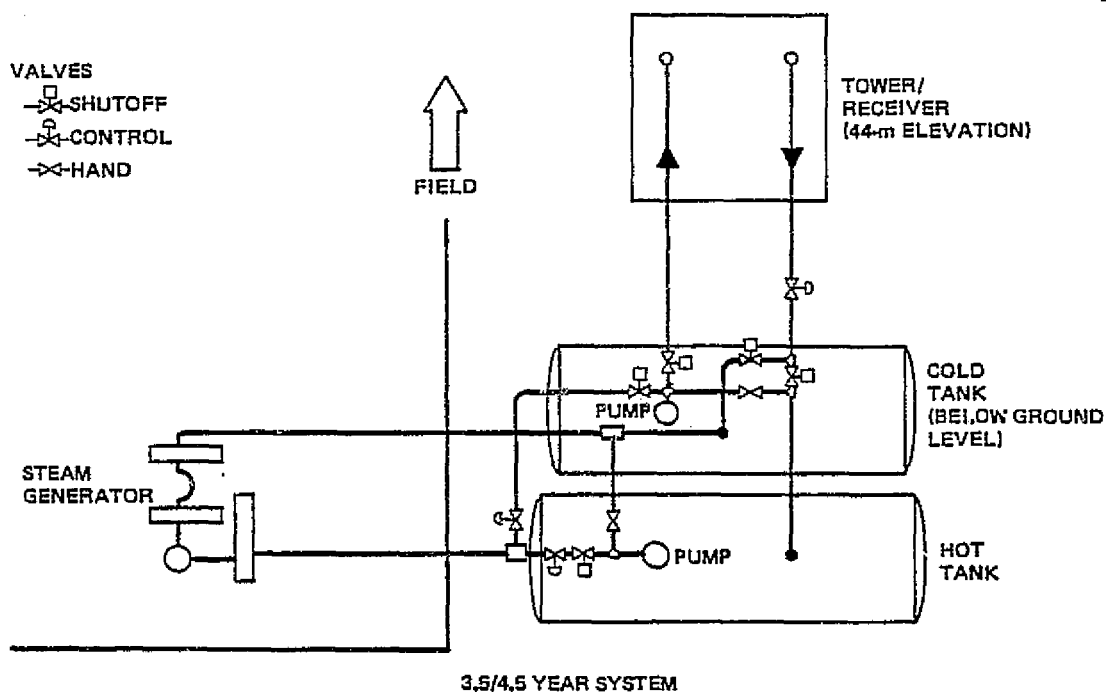 VALVES
SHUTOFF
CONTROL
HAND
FIELD
TOWER/
RECEIVER
(44-m ELEVATION)
COLD
TANK
(BELOW GROUND
LEVEL)
PUMP
STEAM
GENERATOR
PUMP
HOT
TANK
3.5/4.5 YEAR SYSTEM